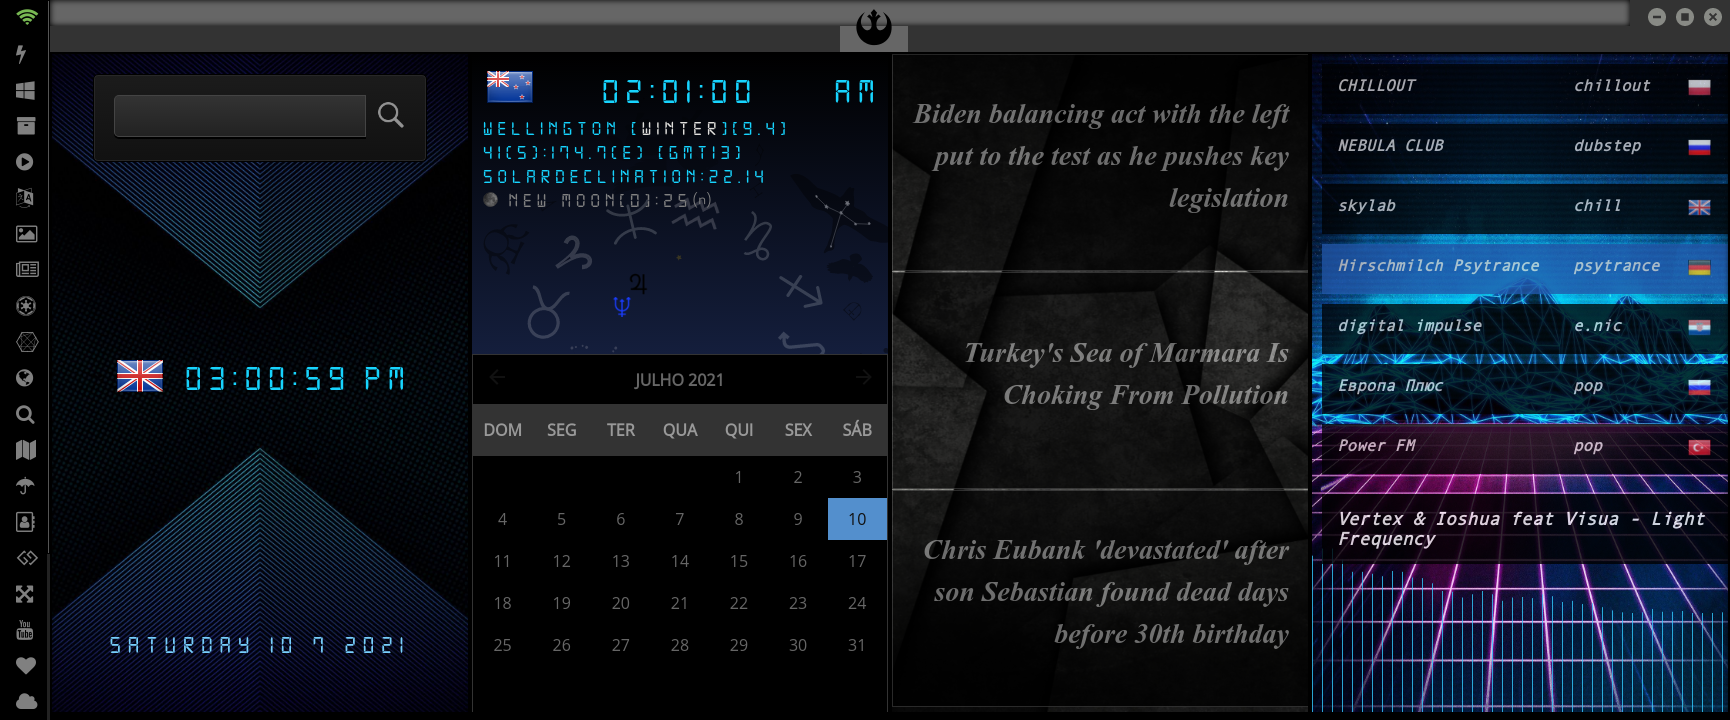 03:00:59 PM
SATURDAY 10 7 2021
02:01:00 AM
WELLINGTON [WINTER][9.4]
41(S):174.7(E) [GMT13]
SOLARDECLINATION:22.14
NEW MOON[0]:25(n)
JULHO 2021
DOM SEG TER QUA QUI SEX SÁB
1 2 3
4 5 6 7 8 9 10
11 12 13 14 15 16 17
18 19 20 21 22 23 24
25 26 27 28 29 30 31
Biden balancing act with the left
put to the test as he pushes key
legislation
Turkey's Sea of Marmara Is
Choking From Pollution
Chris Eubank 'devastated' after
son Sebastian found dead days
before 30th birthday
CHILLOUT chillout
NEBULA CLUB dubstep
skylab chill
Hirschmilch Psytrance psytrance
digital impulse e.nic
Европа Плюс pop
Power FM pop
Vertex & Ioshua feat Visua - Light
Frequency
You
Tube